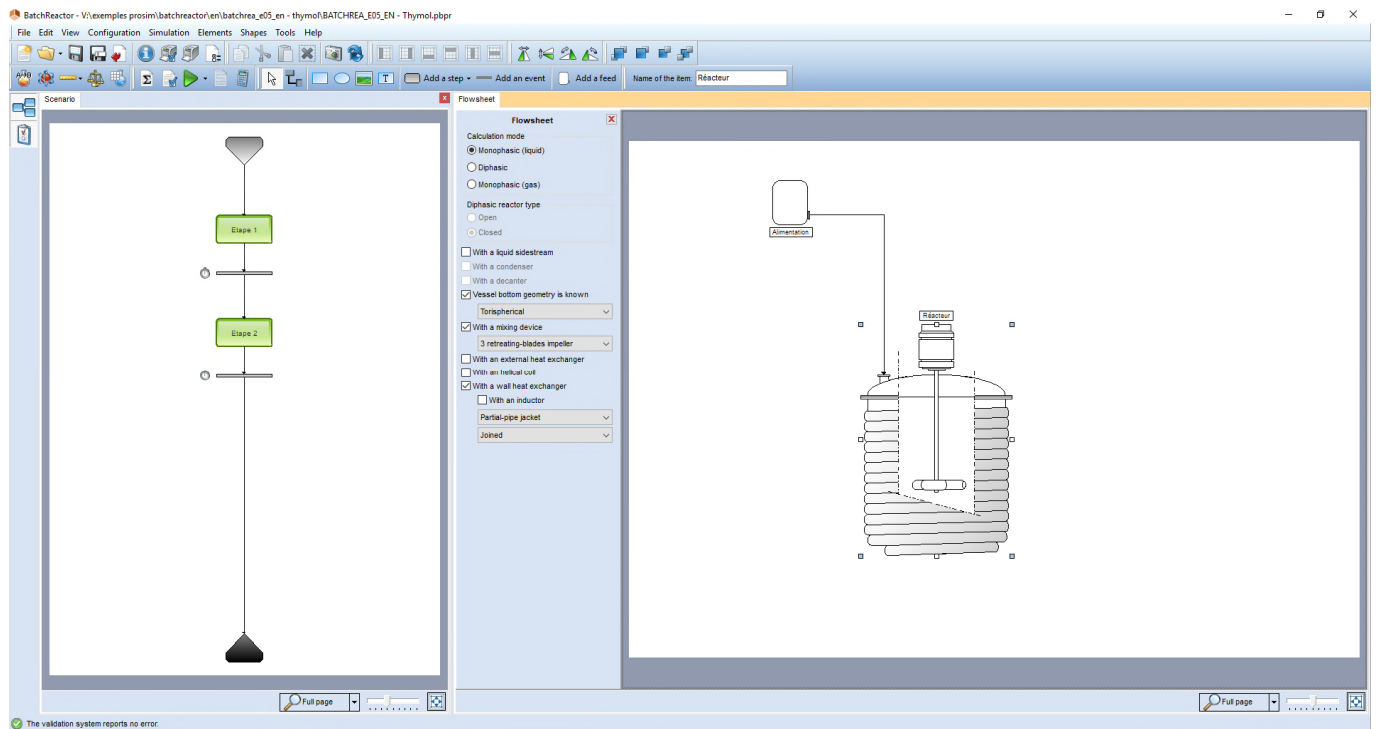 BatchReactor - V:\exemples prosim\batchreactor\en\batchrea_e05_en - thymol\BATCHREA_E05_EN - Thymol.pbpr
File Edit View Configuration Simulation Elements Shapes Tools Help
Add a step Add an event Add a feed Name of the item: Réacteur
Scenario
Flowsheet
Flowsheet
Calculation mode
Monophasic (liquid)
Diphasic
Monophasic (gas)
Diphasic reactor type
Open
Closed
With a liquid sidestream
With a condenser
With a decanter
Vessel bottom geometry is known
Torispherical
With a mixing device
3 retreating-blades impeller
With an external heat exchanger
With an helical coil
With a wall heat exchanger
With an inductor
Partial-pipe jacket
Joined
Etape 1
Etape 2
Alimentation
Réacteur
Full page
Full page
The validation system reports no error.